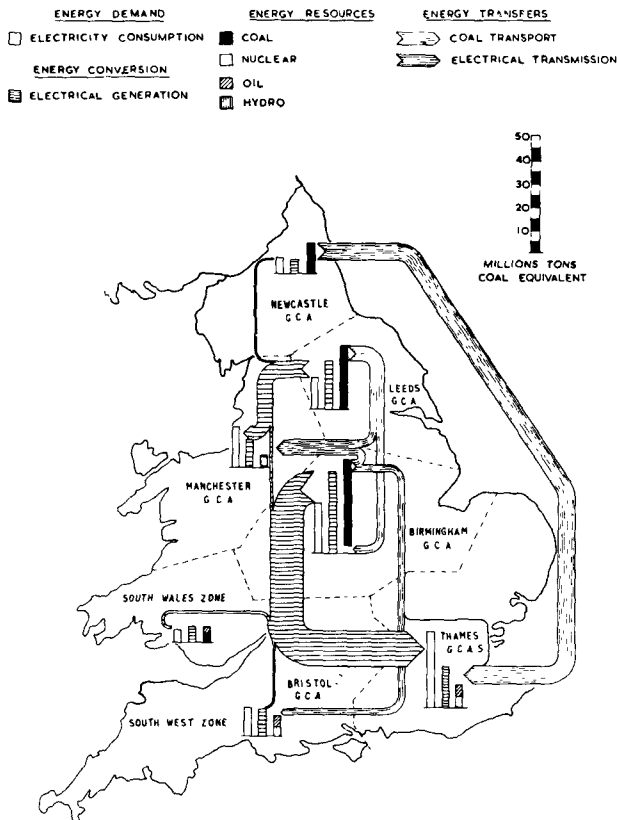 ENERGY DEMAND
ELECTRICITY CONSUMPTION
ENERGY CONVERSION
ELECTRICAL GENERATION
ENERGY RESOURCES
COAL
NUCLEAR
OIL
HYDRO
ENERGY TRANSFERS
COAL TRANSPORT
ELECTRICAL TRANSMISSION
50
40
30
20
10
MILLIONS TONS
COAL EQUIVALENT
NEWCASTLE
G C A
LEEDS
G C A
MANCHESTER
G C A
BIRMINGHAM
G C A
SOUTH WALES ZONE
THAMES
G C A S
BRISTOL
G C A
SOUTH WEST ZONE